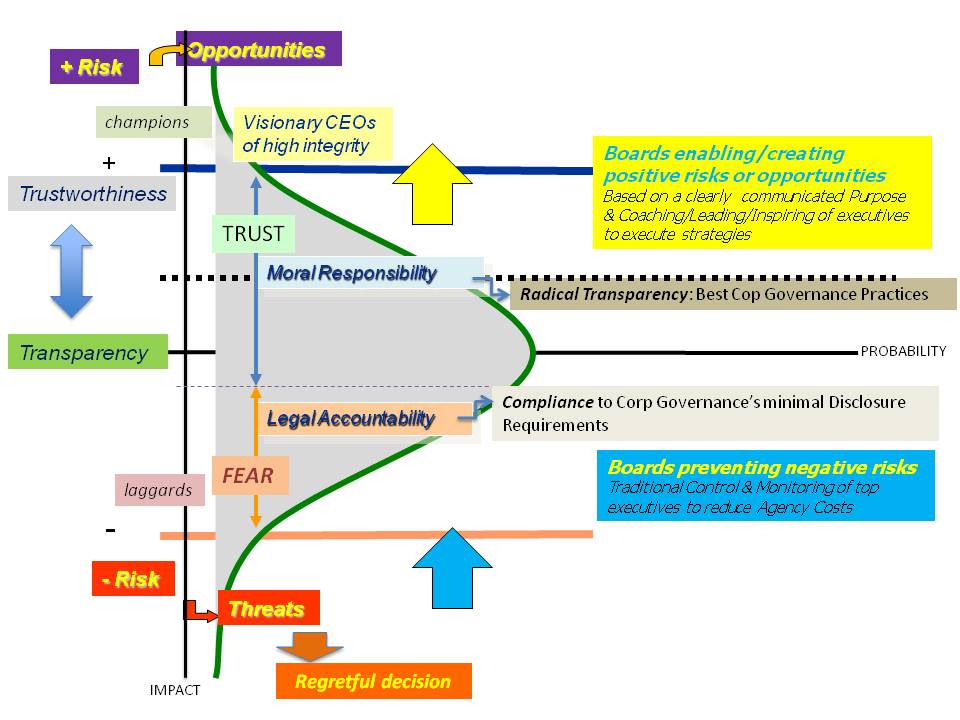 Opportunities
+ Risk
champions
Visionary CEOs
of high integrity
+
Trustworthiness
Boards enabling/creating
positive risks or opportunities
Based on a clearly communicated Purpose
& Coaching/Leading/Inspiring of executives
to execute strategies
TRUST
Moral Responsibility
Radical Transparency: Best Cop Governance Practices
Transparency
PROBABILITY
Legal Accountability
Compliance to Corp Governance's minimal Disclosure
Requirements
FEAR
laggards
Boards preventing negative risks
Traditional Control & Monitoring of top
executives to reduce Agency Costs
-
- Risk
Threats
Regretful decision
IMPACT